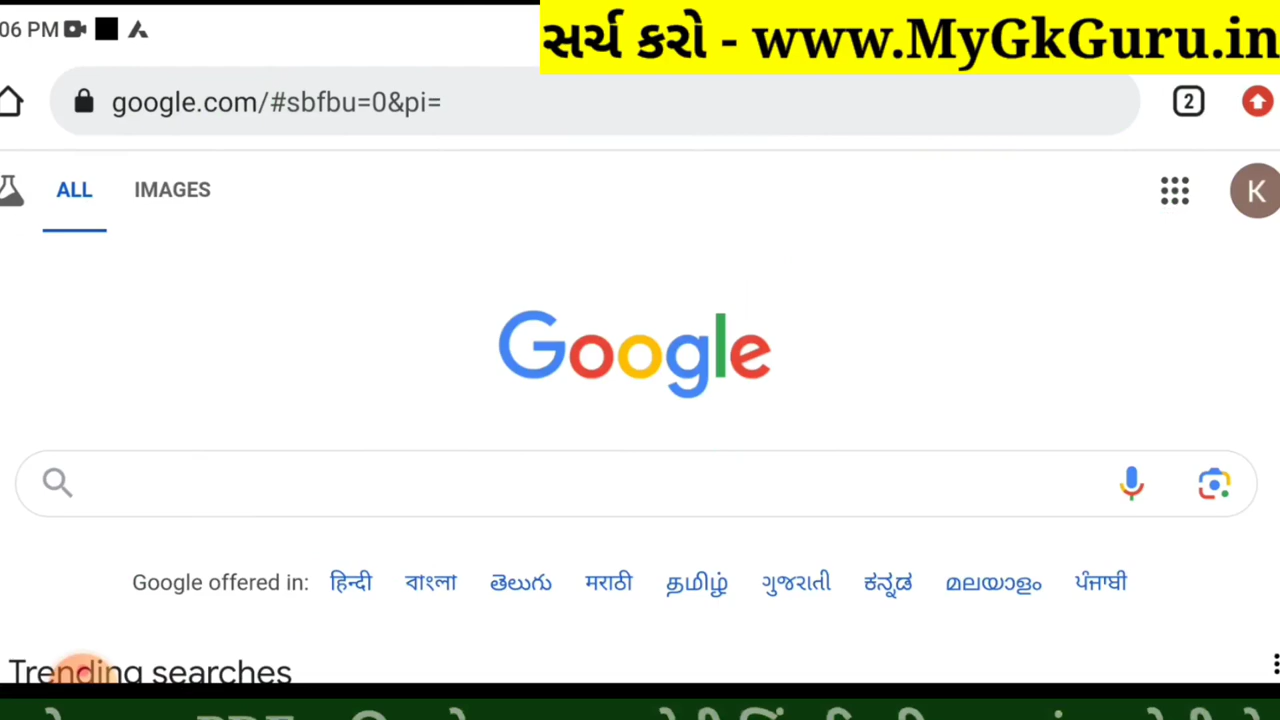 06 PM
સર્ચ કરો - www.MyGkGuru.in
google.com/#sbfbu=0&pi=
2
ALL IMAGES
K
Google
Google offered in: हिन्दी বাংলা తెలుగు मराठी தமிழ் ગુજરાતી ಕನ್ನಡ മലയാളം ਪੰਜਾਬੀ
Trending searches
PDF